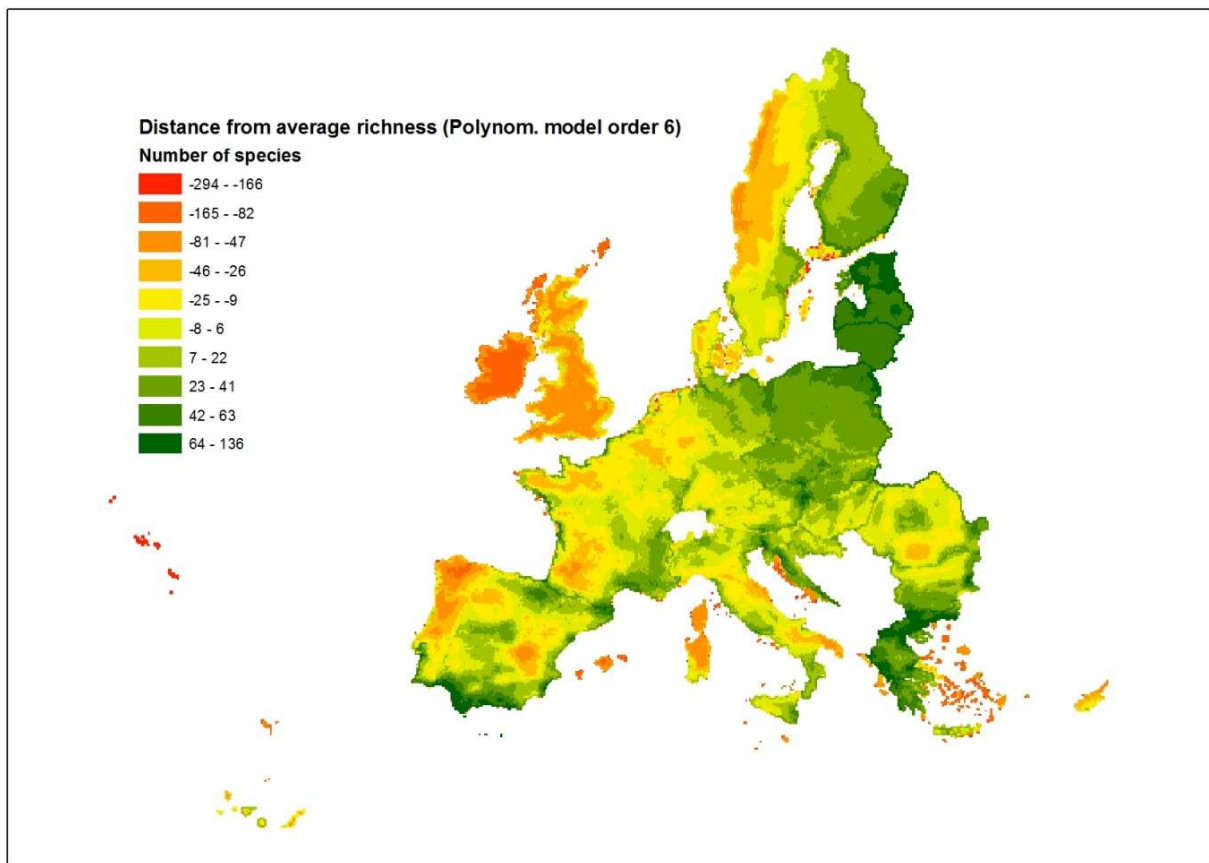 Distance from average richness (Polynom. model order 6)
Number of species
-294 - -166
-165 - -82
-81 - -47
-46 - -26
-25 - -9
-8 - 6
7 - 22
23 - 41
42 - 63
64 - 136